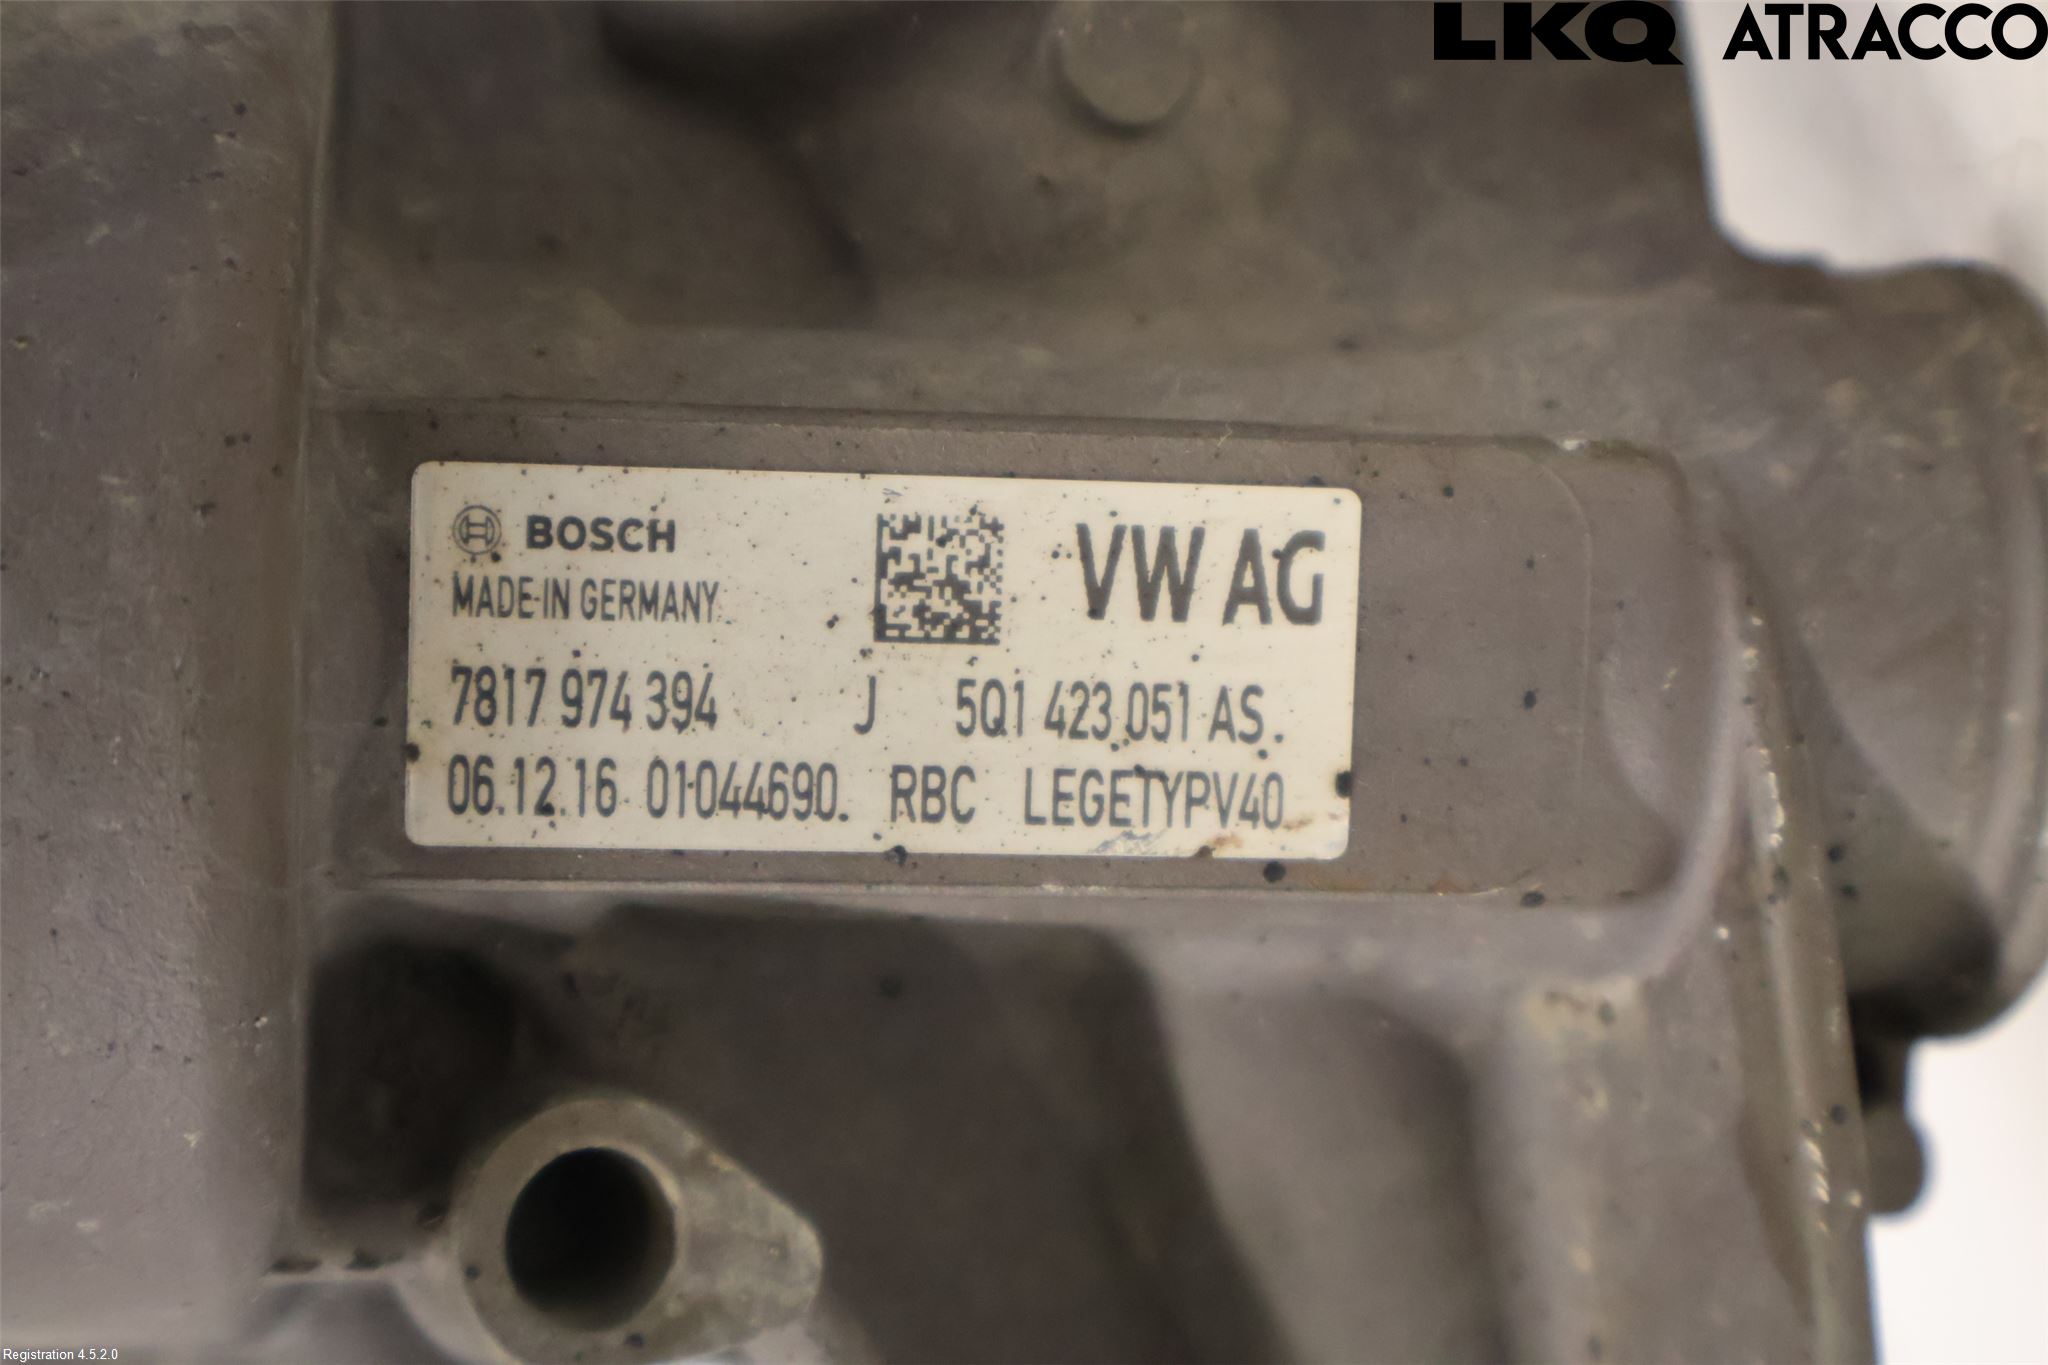 LKQ ATRACCO
BOSCH
VW AG
MADE IN GERMANY
7817 974 394 J 5Q1 423 051 AS
06.12.16 01044690 RBC LEGETYPV40
Registration 4.5.2.0